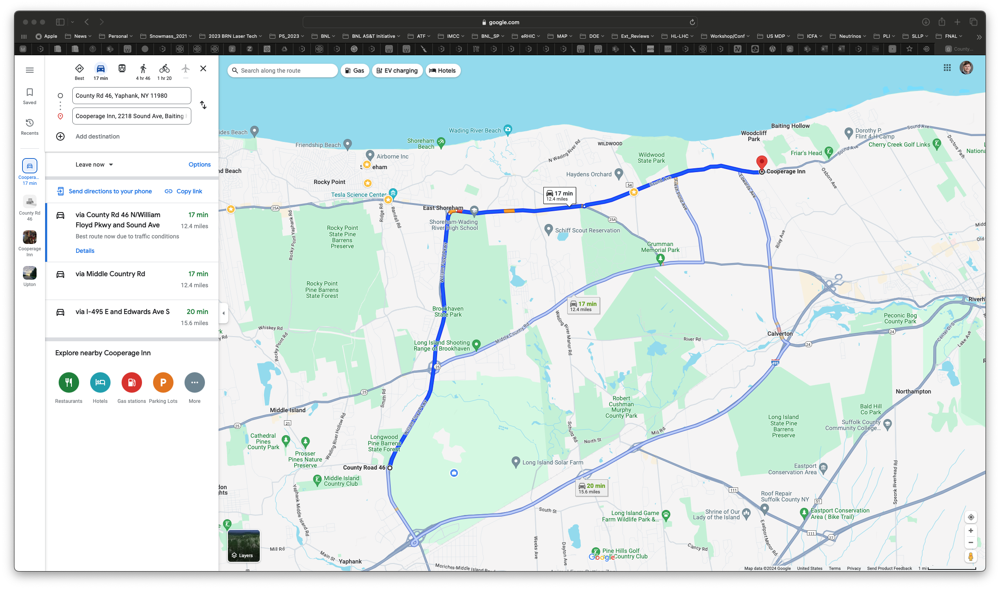 google.com
Apple News Personal Snowmass_2021 2023 BRN Laser Tech P5_2023 BNL BNL AS&T Initiative ATF IMCC BNL_SP eRHIC MAP DOE Ext_Reviews HL-LHC Workshop/Conf US MDP ICFA Neutrinos PLI SLLP FNAL
County...
Best
17 min
4 hr 46
1 hr 20
—
Saved
Recents
Coopera...
17 min
County Rd
46
Cooperage
Inn
Upton
County Rd 46, Yaphank, NY 11980
Cooperage Inn, 2218 Sound Ave, Baiting
Add destination
Leave now
Options
Send directions to your phone
Copy link
via County Rd 46 N/William
Floyd Pkwy and Sound Ave
17 min
12.4 miles
Best route now due to traffic conditions
Details
via Middle Country Rd
17 min
12.4 miles
via I-495 E and Edwards Ave S
20 min
15.6 miles
Explore nearby Cooperage Inn
Restaurants
Hotels
Gas stations
Parking Lots
More
Search along the route
Gas
EV charging
Hotels
ides Beach
Friendship Beach
Shoreham
Beach
Wading River Beach
Airborne Inc
nd Beach
Rocky Point
Tesla Science Center
WILDWOOD
N Wading River Rd
Wildwood
State Park
Haydens Orchard
54
Sound Ave
Woodcliff
Park
Baiting Hollow
Dorothy P.
Flint 4-H Camp
Sound Ave
Doctors Path
Cherry Creek Golf Links
Friar's Head
Sound Ave
Nationa
Cooperage Inn
Edwards Ave
Osborn Ave
Fresh Pond Ave
17 min
12.4 miles
25A
East Shoreham
Shoreham-Wading
River High School
Ridge Rd
Randall Rd
Rocky Point Yaphank Rd
Rocky Point
State Pine
Barrens
Preserve
Schiff Scout Reservation
25A
Grumman
Memorial Park
Riley Ave
Midd
Old
William Floyd Pkwy
Rocky Point
Pine Barrens
State Forest
Brookhaven
State Park
17 min
12.4 miles
Riverh
Peconic Bog
County Park
24
Calverton
River Rd
24
Center Dr S
Lake Ave
Whiskey Rd
rk
y Rd
Rocky Point Rd
Long Island Shooting
Range of Brookhaven
Middle Country Rd
Wading River Manor Rd
25
495
R
25
Smith Rd
Middle Island
21
25
William Floyd Pkwy
Wading River Hollow Rd
Robert
Cushman
Murphy
County Park
Northampton
Bald Hill
Co Park
Long Island
State Pine
Barrens
Preserve
Suffolk County
Community College...
Cathedral
Pines
County Park
Prosser
Pines Nature
Preserve
Longwood
Pine Barrens
State Forest
Schultz Rd
North St
Mill Rd
County Road 46
Long Island Solar Farm
Middle Island
Country Club
Eastport
Conservation Area
don
ghts
Yaphank Middle Island Rd
20 min
15.6 miles
111
Roof Repair
Suffolk County NY
51
Speonk Riverhead Rd
South St
Long Island Game
Farm Wildlife Park &...
Shrine of Our
Lady of the Island
Eastport Conservation
Area ( Bike Trail)
Eastport Manor Rd
111
27
e
Layers
Mill Rd
Main St
Yaphank
Moriches-Middle Island Road
Weeks Ave
Dayton Ave
Clancy Rd
Pine Hills Golf
Country Club
Google
Map data ©2024 Google United States Terms Privacy Send Product Feedback 1 mi